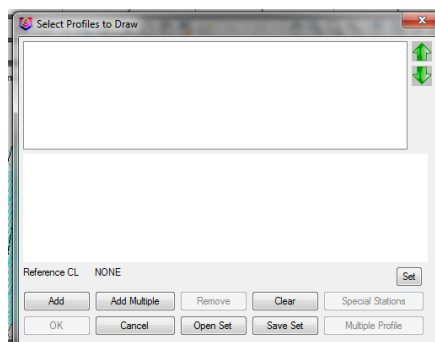 Select Profiles to Draw
Reference CL NONE
Set
Add Add Multiple Remove Clear Special Stations
OK Cancel Open Set Save Set Multiple Profile